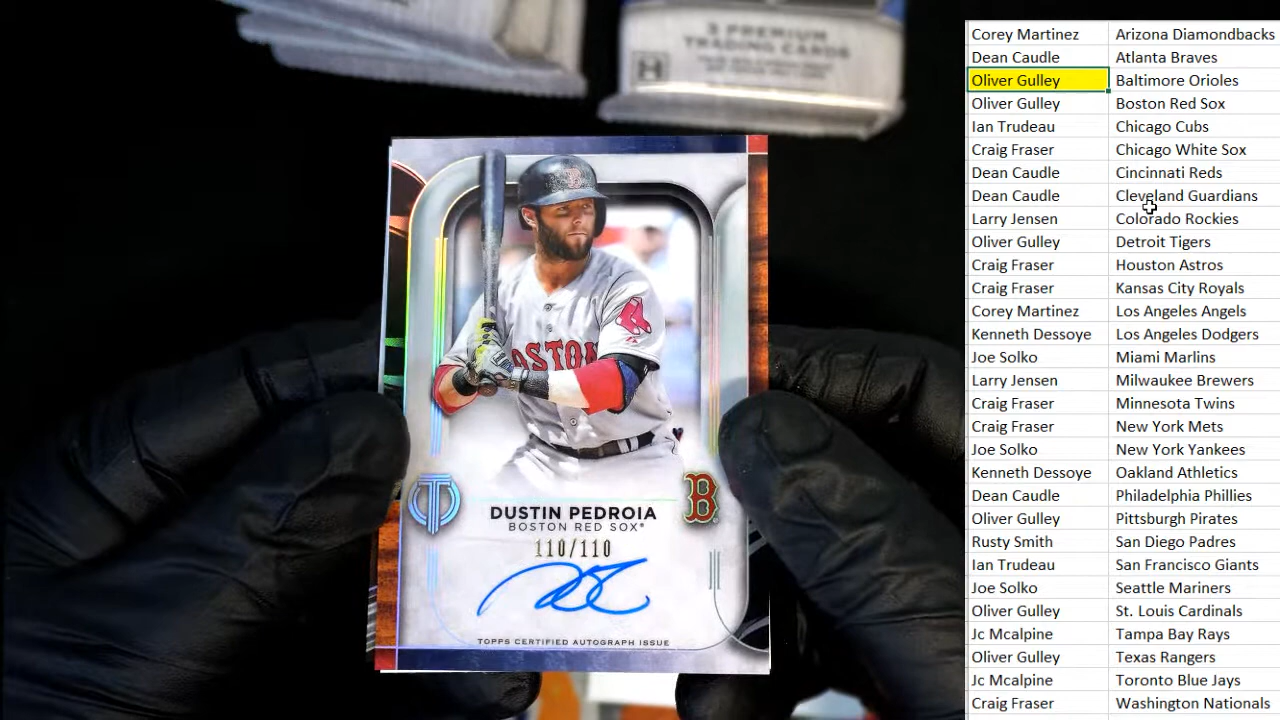 3 PREMIUM
TRADING CARDS
B
BOSTON
DUSTIN PEDROIA
B
BOSTON RED SOX
110/110
TOPPS CERTIFIED AUTOGRAPH ISSUE
Corey Martinez Arizona Diamondbacks
Dean Caudle Atlanta Braves
Oliver Gulley Baltimore Orioles
Oliver Gulley Boston Red Sox
Ian Trudeau Chicago Cubs
Craig Fraser Chicago White Sox
Dean Caudle Cincinnati Reds
Dean Caudle Cleveland Guardians
Larry Jensen Colorado Rockies
Oliver Gulley Detroit Tigers
Craig Fraser Houston Astros
Craig Fraser Kansas City Royals
Corey Martinez Los Angeles Angels
Kenneth Dessoye Los Angeles Dodgers
Joe Solko Miami Marlins
Larry Jensen Milwaukee Brewers
Craig Fraser Minnesota Twins
Craig Fraser New York Mets
Joe Solko New York Yankees
Kenneth Dessoye Oakland Athletics
Dean Caudle Philadelphia Phillies
Oliver Gulley Pittsburgh Pirates
Rusty Smith San Diego Padres
Ian Trudeau San Francisco Giants
Joe Solko Seattle Mariners
Oliver Gulley St. Louis Cardinals
Jc Mcalpine Tampa Bay Rays
Oliver Gulley Texas Rangers
Jc Mcalpine Toronto Blue Jays
Craig Fraser Washington Nationals